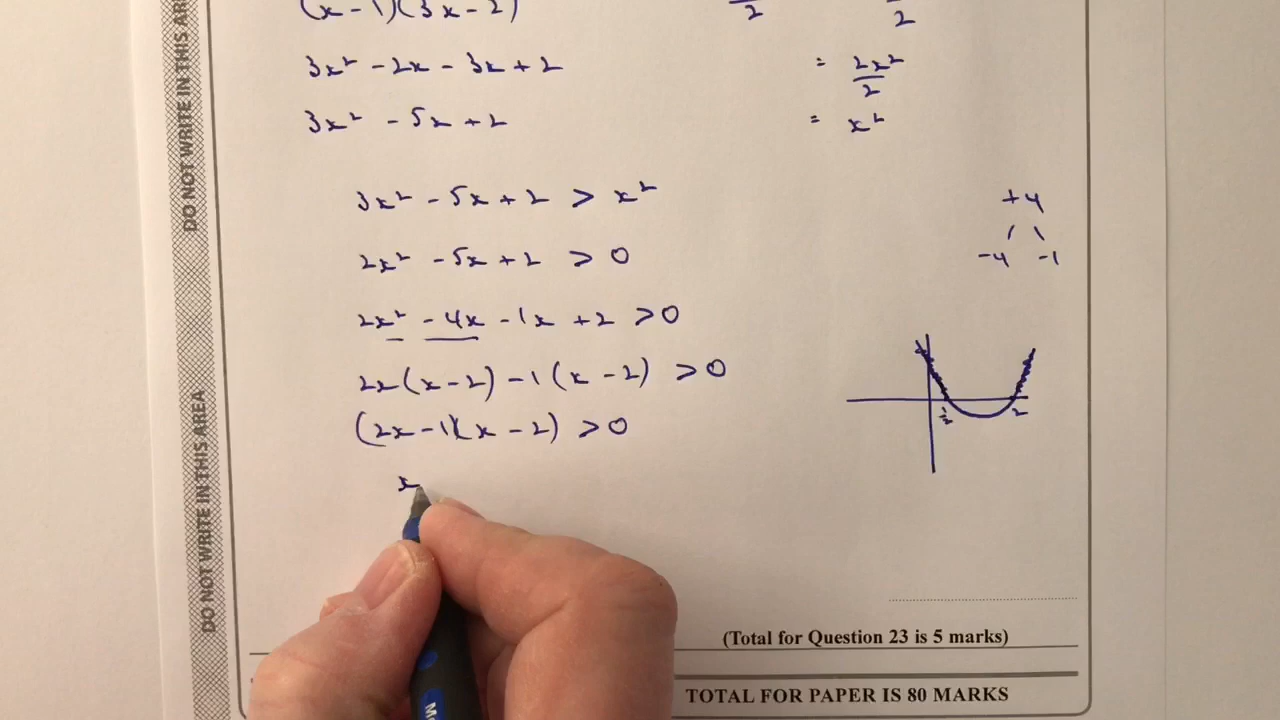 (x - 1)(3x - 2)
3x² - 2x - 3x + 2
3x² - 5x + 2
2
2
= 2x²
2
= x²
3x² - 5x + 2 > x²
2x² - 5x + 2 > 0
2x² - 4x - 1x + 2 > 0
2x(x - 2) - 1(x - 2) > 0
(2x - 1)(x - 2) > 0
x
+4
-4 -1
½ 2
(Total for Question 23 is 5 marks)
TOTAL FOR PAPER IS 80 MARKS
DO NOT WRITE IN THIS AREA
DO NOT WRITE IN THIS AREA